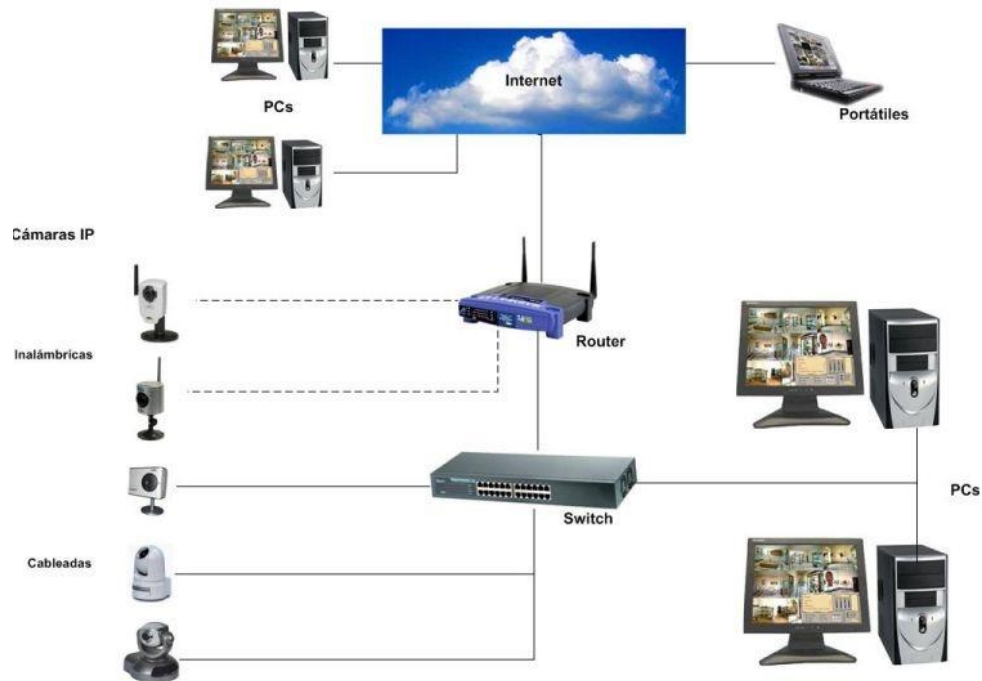 Internet
PCs
Portátiles
Cámaras IP
Router
Inalámbricas
PCs
Switch
Cableadas